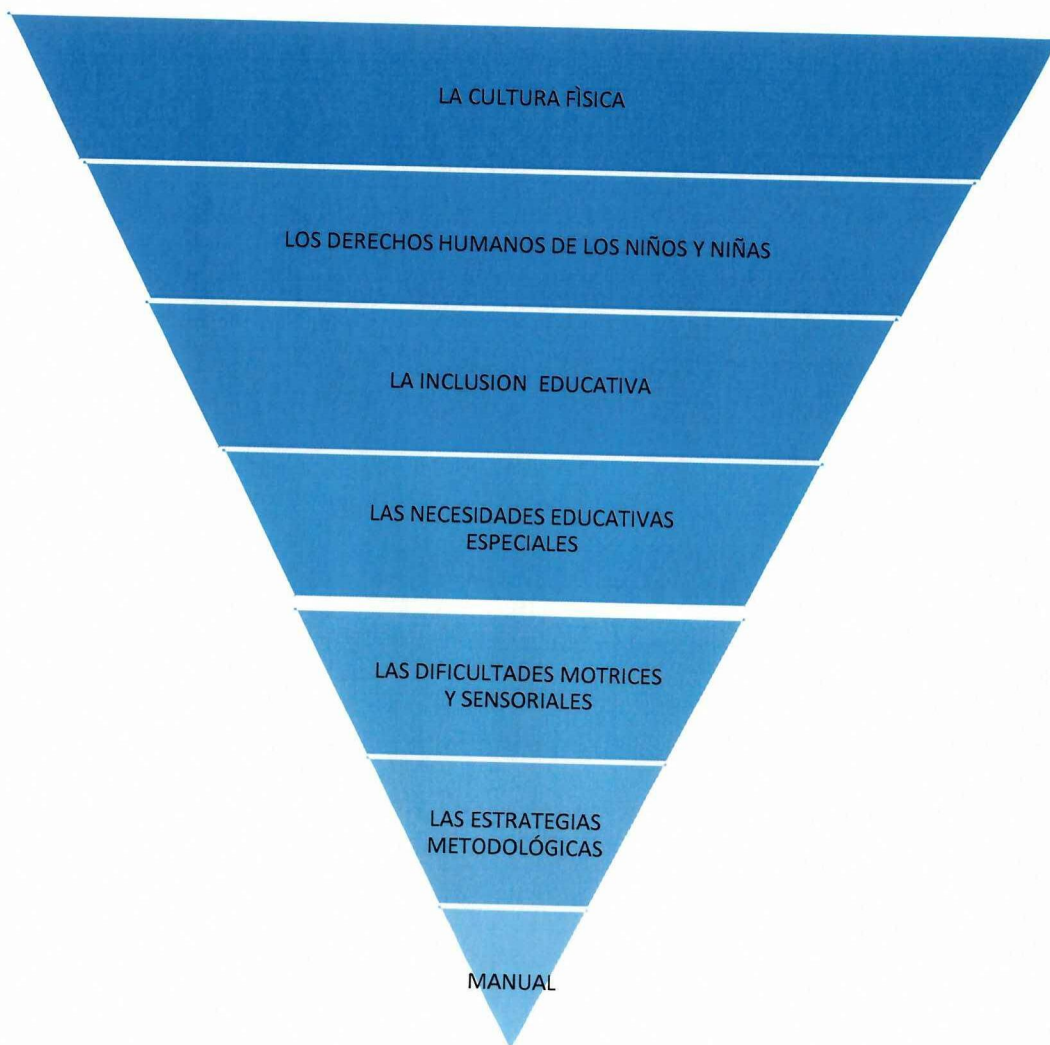 LA CULTURA FÌSICA
LOS DERECHOS HUMANOS DE LOS NIÑOS Y NIÑAS
LA INCLUSION EDUCATIVA
LAS NECESIDADES EDUCATIVAS
ESPECIALES
LAS DIFICULTADES MOTRICES
Y SENSORIALES
LAS ESTRATEGIAS
METODOLÓGICAS
MANUAL